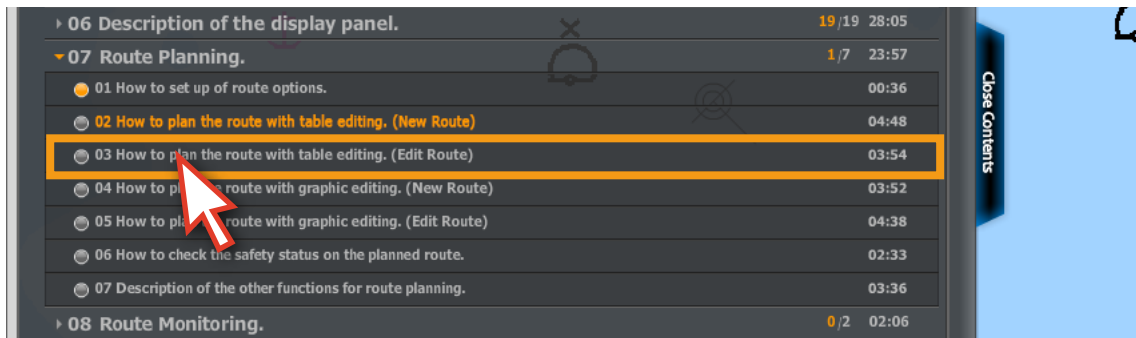 06 Description of the display panel. 19/19 28:05
07 Route Planning. 1/7 23:57
01 How to set up of route options. 00:36
02 How to plan the route with table editing. (New Route) 04:48
03 How to plan the route with table editing. (Edit Route) 03:54
04 How to plan the route with graphic editing. (New Route) 03:52
05 How to plan the route with graphic editing. (Edit Route) 04:38
06 How to check the safety status on the planned route. 02:33
07 Description of the other functions for route planning. 03:36
08 Route Monitoring. 0/2 02:06
Close Contents